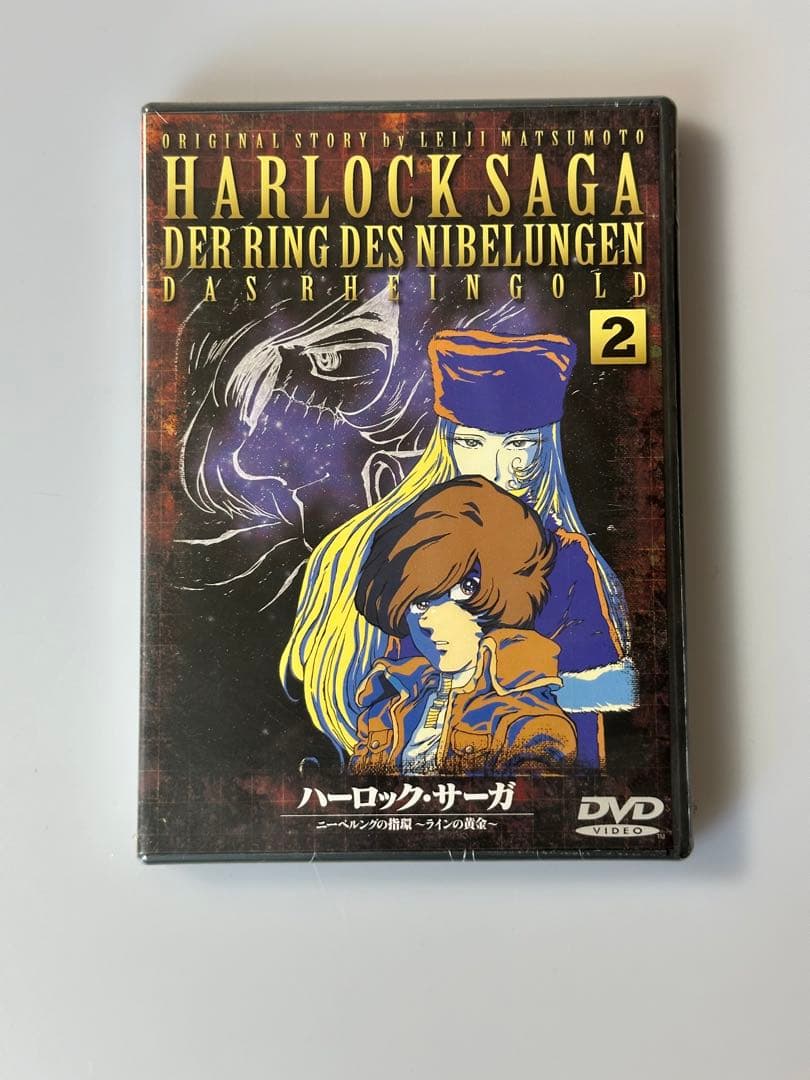 ORIGINAL STORY by LEIJI MATSUMOTO
HARLOCK SAGA
DER RING DES NIBELUNGEN
DAS RHEINGOLD
2
ハーロック・サーガ
ニーベルングの指環 ～ラインの黄金～
DVD
VIDEO
TM